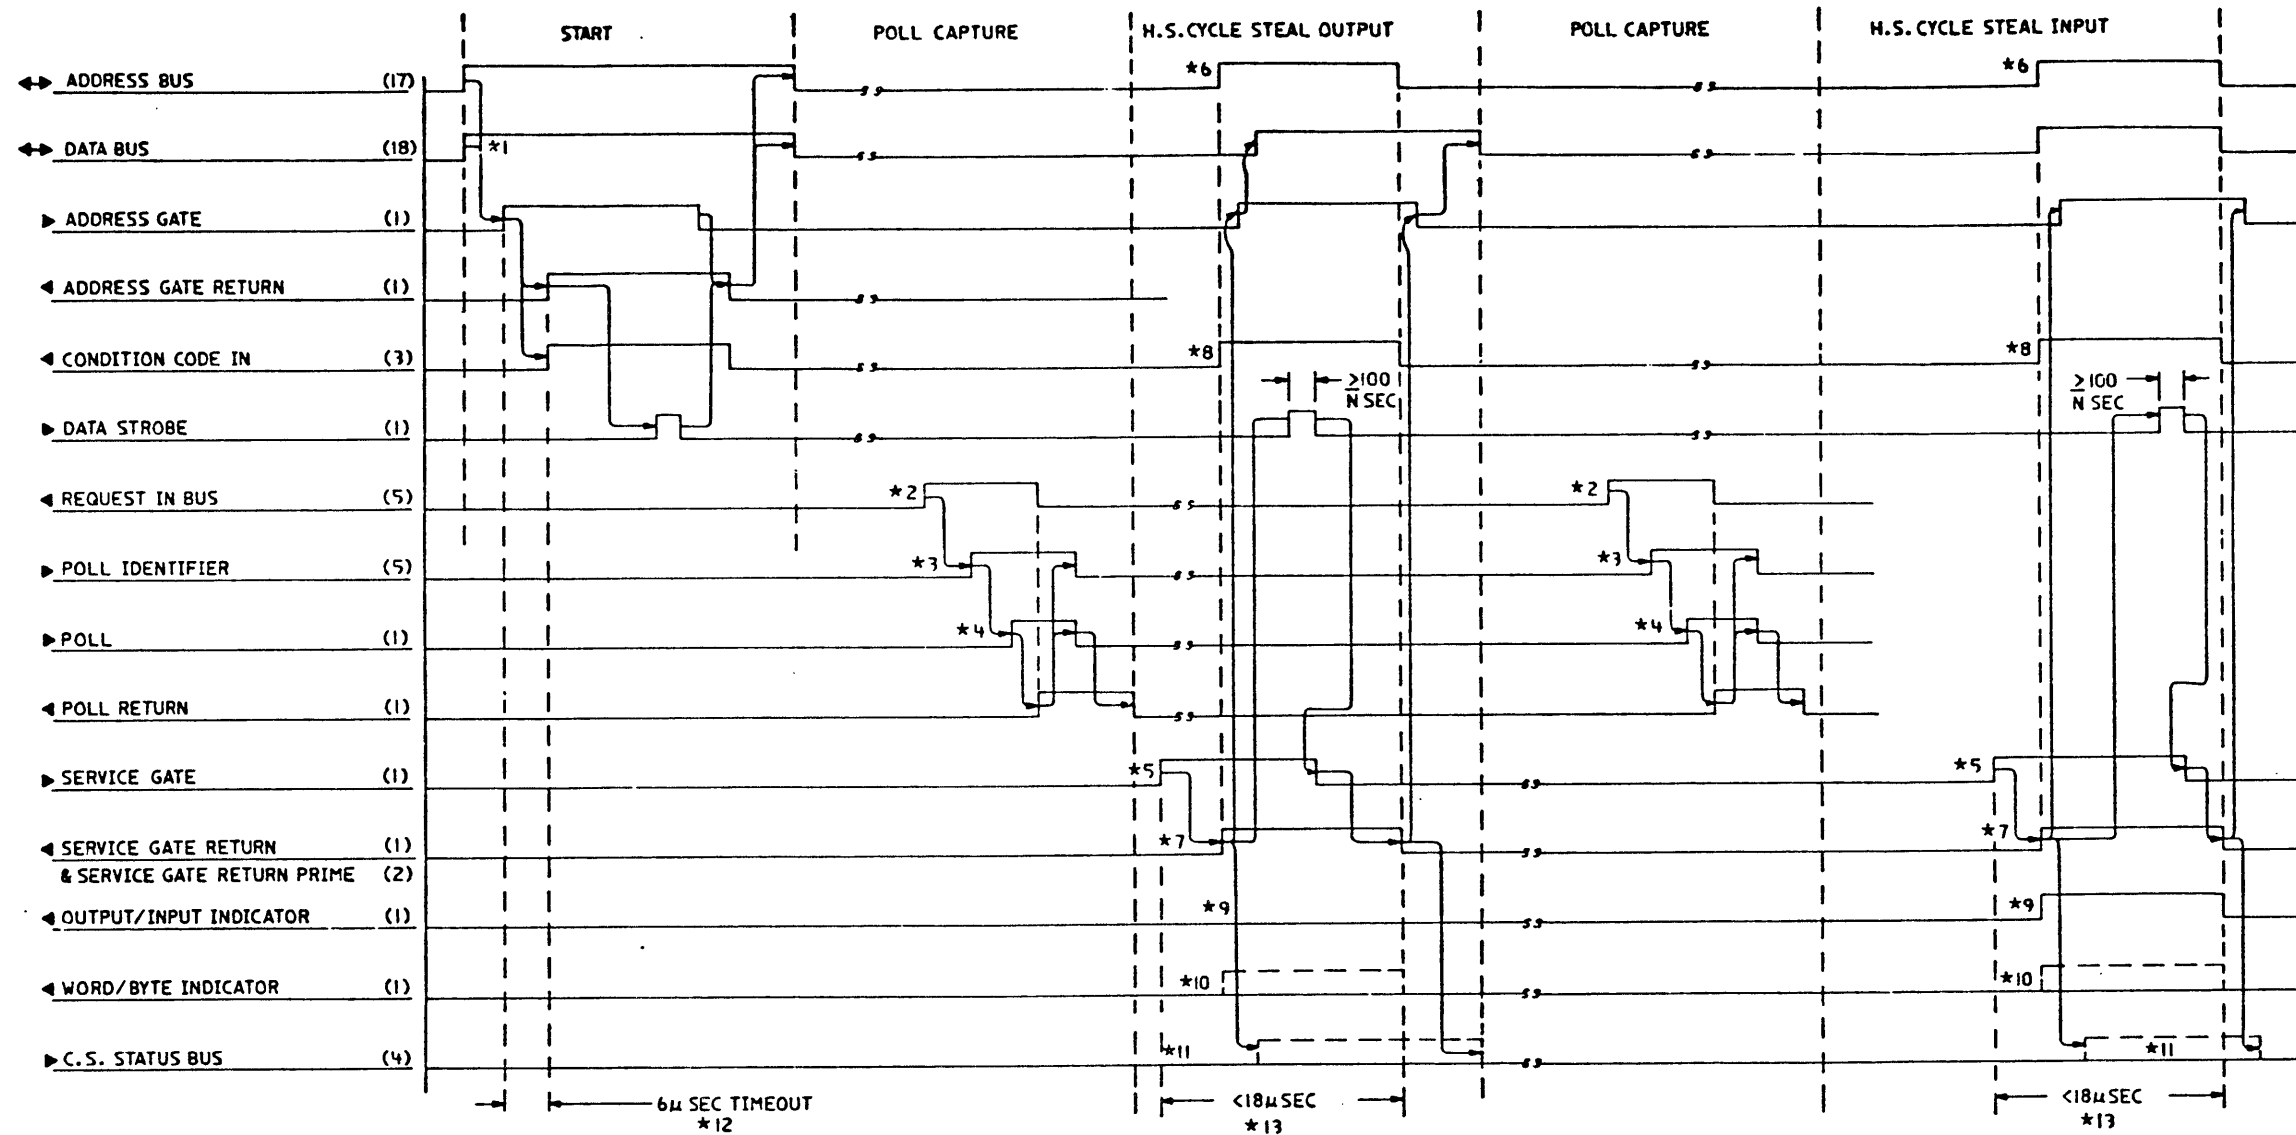 START
POLL CAPTURE
H.S.CYCLE STEAL OUTPUT
POLL CAPTURE
H.S.CYCLE STEAL INPUT
ADDRESS BUS (17)
*6
*6
DATA BUS (18)
*1
ADDRESS GATE (1)
ADDRESS GATE RETURN (1)
CONDITION CODE IN (3)
*8
*8
≥100
N SEC
≥100
N SEC
DATA STROBE (1)
REQUEST IN BUS (5)
*2
*2
POLL IDENTIFIER (5)
*3
*3
POLL (1)
*4
*4
POLL RETURN (1)
SERVICE GATE (1)
*5
*5
SERVICE GATE RETURN (1)
*7
*7
& SERVICE GATE RETURN PRIME (2)
OUTPUT/INPUT INDICATOR (1)
*9
*9
WORD/BYTE INDICATOR (1)
*10
*10
C.S. STATUS BUS (4)
*11
*11
6μ SEC TIMEOUT
*12
<18μSEC
*13
<18μSEC
*13